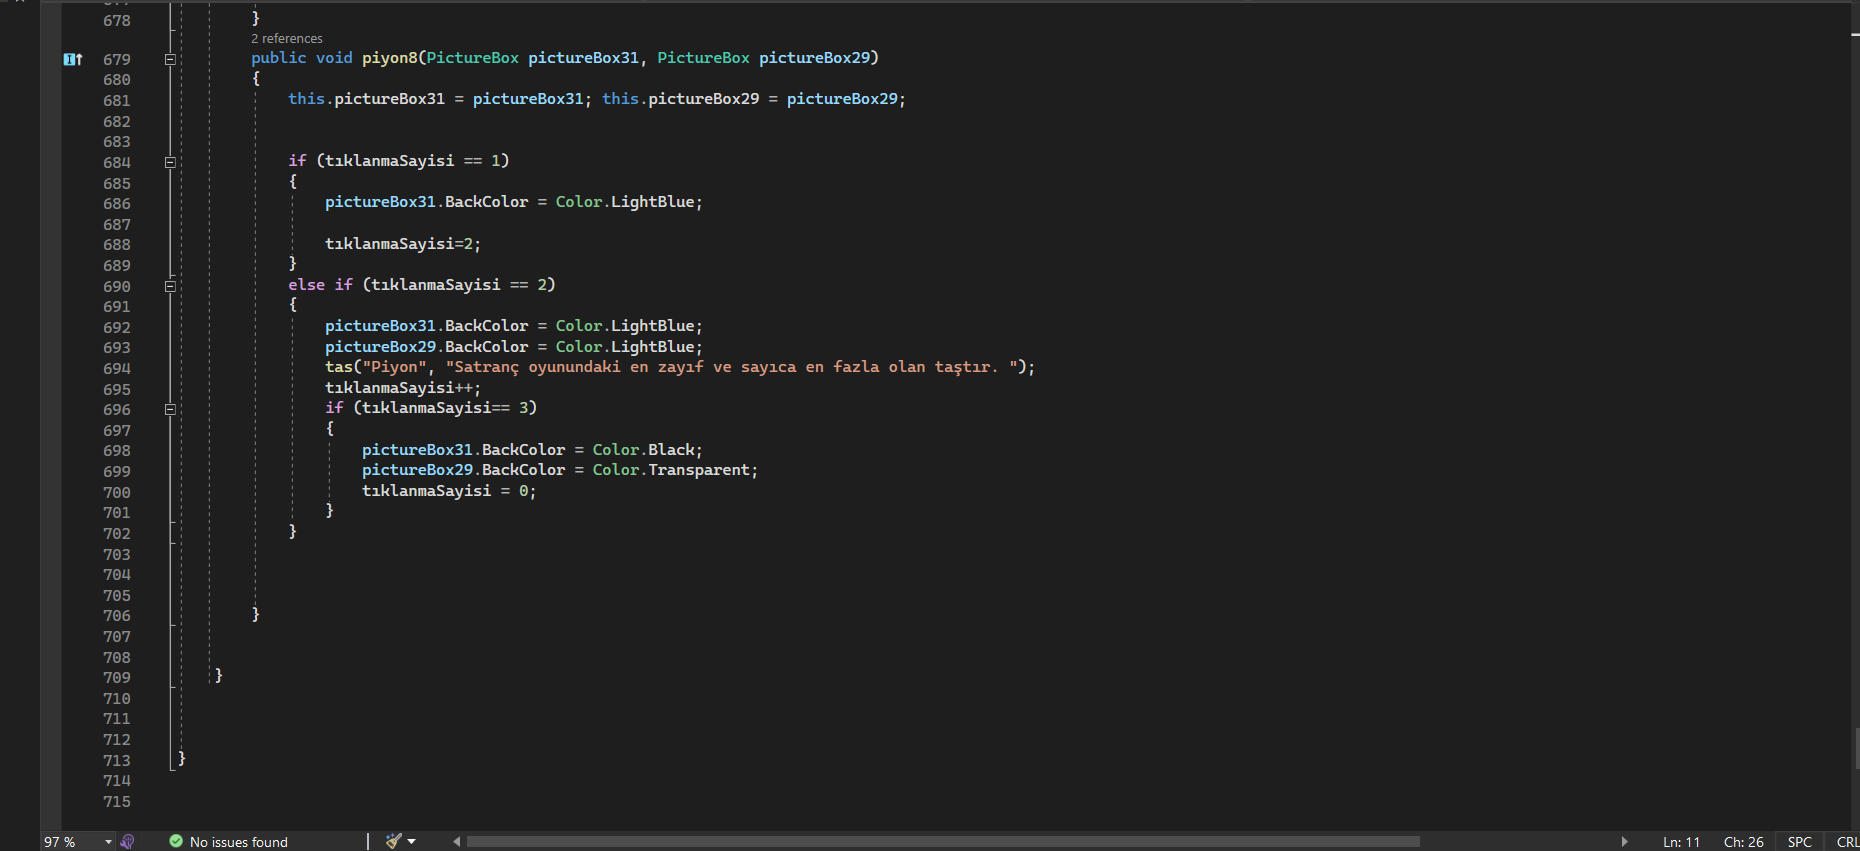 678 }
2 references
679 public void piyon8(PictureBox pictureBox31, PictureBox pictureBox29)
680 {
681 this.pictureBox31 = pictureBox31; this.pictureBox29 = pictureBox29;
682
683
684 if (tıklanmaSayisi == 1)
685 {
686 pictureBox31.BackColor = Color.LightBlue;
687
688 tıklanmaSayisi=2;
689 }
690 else if (tıklanmaSayisi == 2)
691 {
692 pictureBox31.BackColor = Color.LightBlue;
693 pictureBox29.BackColor = Color.LightBlue;
694 tas("Piyon", "Satranç oyunundaki en zayıf ve sayıca en fazla olan taştır. ");
695 tıklanmaSayisi++;
696 if (tıklanmaSayisi== 3)
697 {
698 pictureBox31.BackColor = Color.Black;
699 pictureBox29.BackColor = Color.Transparent;
700 tıklanmaSayisi = 0;
701 }
702 }
703
704
705
706 }
707
708
709 }
710
711
712
713 }
714
715
97 % No issues found Ln: 11 Ch: 26 SPC